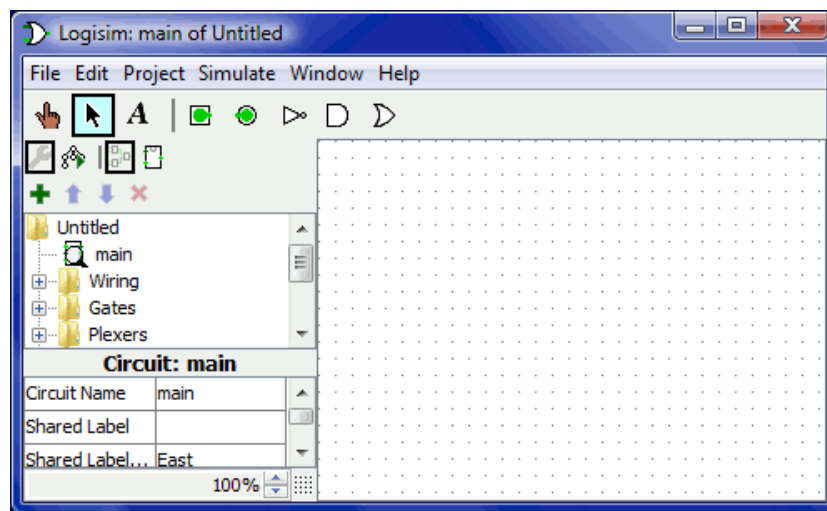 Logisim: main of Untitled
File Edit Project Simulate Window Help
A
Untitled
main
Wiring
Gates
Plexers
Circuit: main
Circuit Name main
Shared Label
Shared Label... East
100%